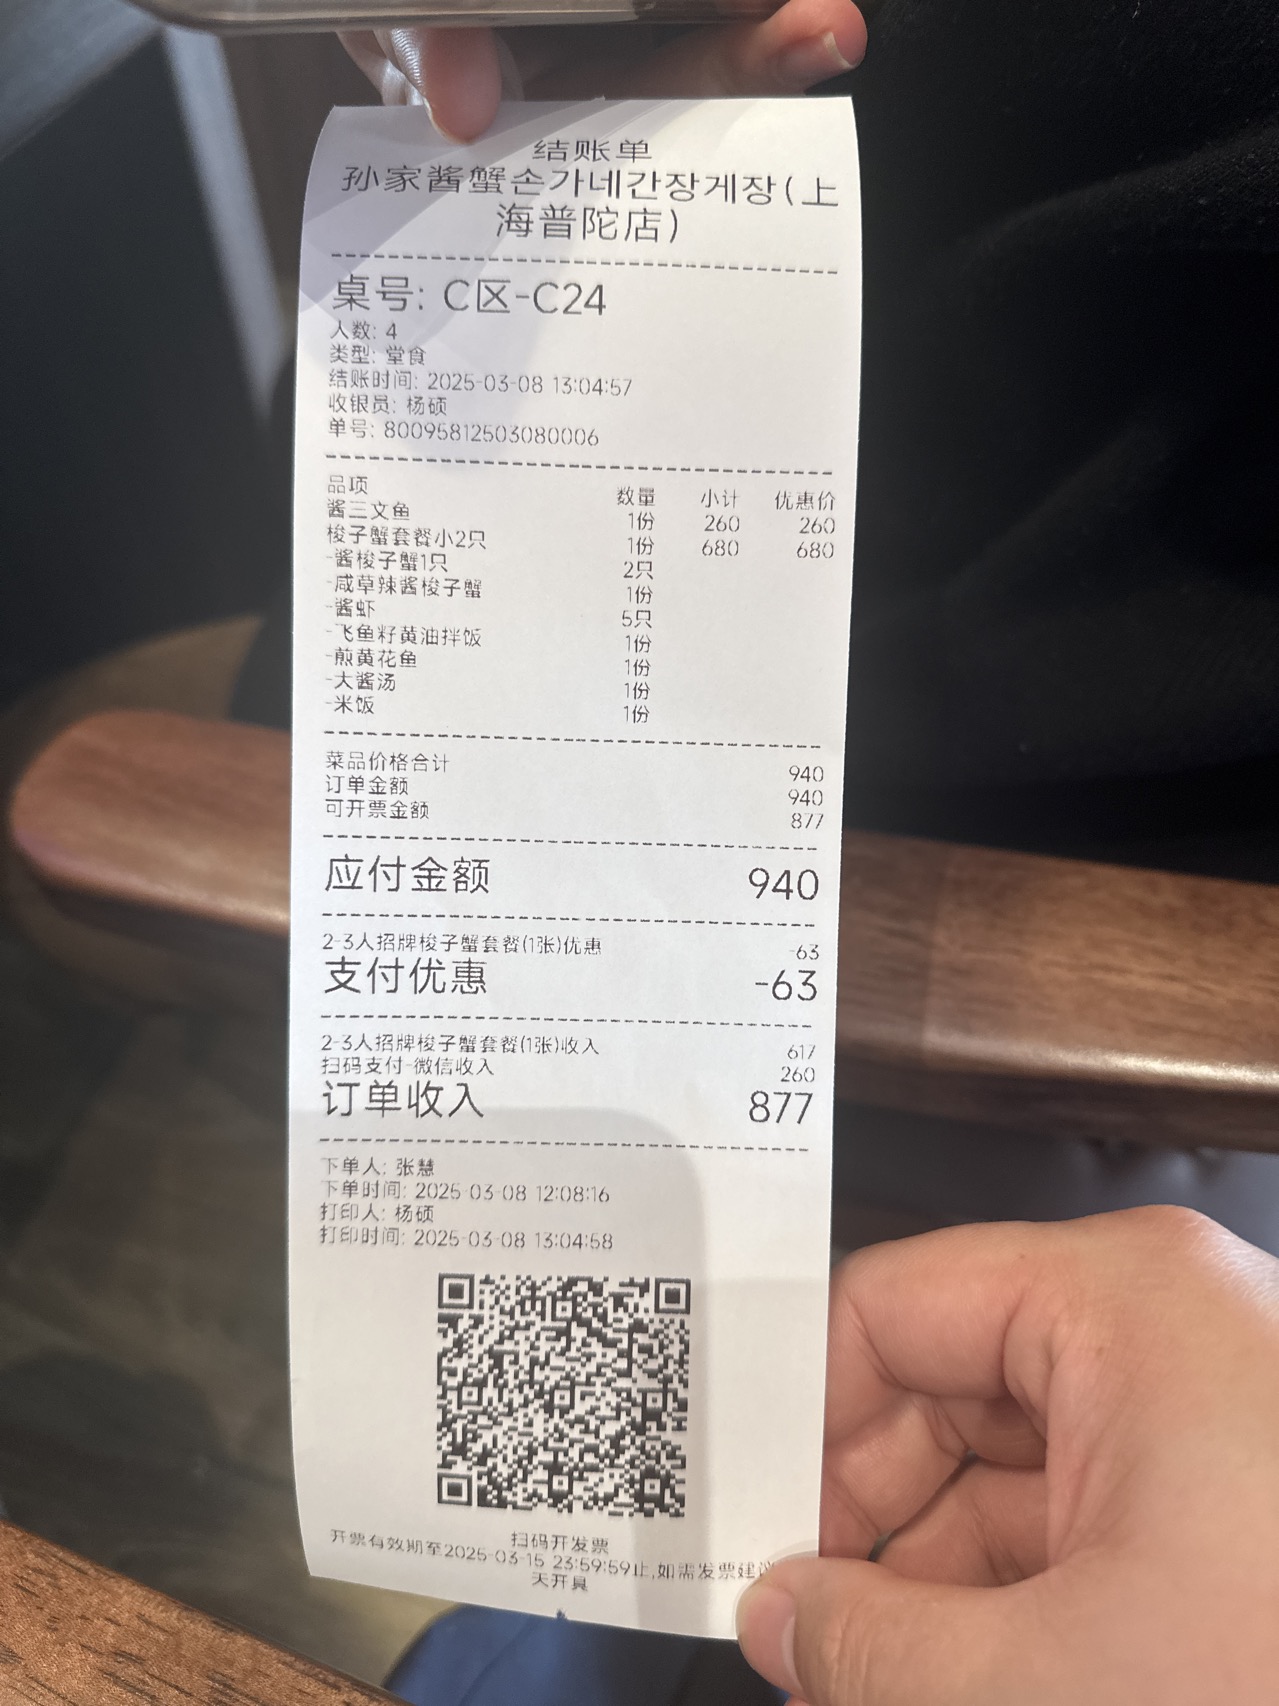 结账单
孙家酱蟹손가네간장게장(上
海普陀店)
桌号: C区-C24
人数: 4
类型: 堂食
结账时间: 2025-03-08 13:04:57
收银员: 杨硕
单号: 80095812503080006
品项 数量 小计 优惠价
酱三文鱼 1份 260 260
梭子蟹套餐小2只 1份 680 680
-酱梭子蟹1只 2只
-咸草辣酱梭子蟹 1份
-酱虾 5只
-飞鱼籽黄油拌饭 1份
-煎黄花鱼 1份
-大酱汤 1份
-米饭 1份
菜品价格合计 940
订单金额 940
可开票金额 877
应付金额 940
2-3人招牌梭子蟹套餐(1张)优惠 -63
支付优惠 -63
2-3人招牌梭子蟹套餐(1张)收入 617
扫码支付-微信收入 260
订单收入 877
下单人: 张慧
下单时间: 2025-03-08 12:08:16
打印人: 杨硕
打印时间: 2025-03-08 13:04:58
扫码开发票
开票有效期至2025-03-15 23:59:59止,如需发票建议
天开具